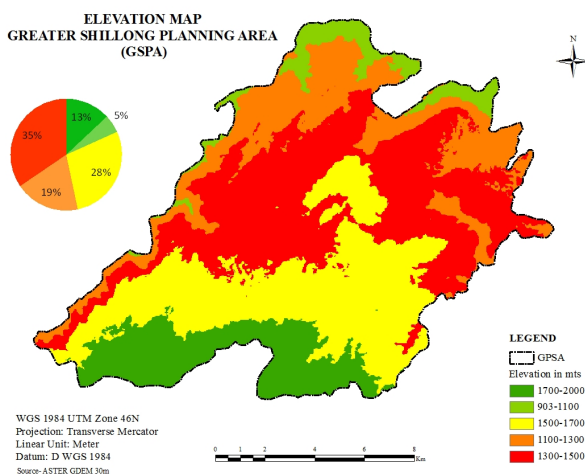 ELEVATION MAP
GREATER SHILLONG PLANNING AREA
(GSPA)
N
13%
5%
35%
28%
19%
LEGEND
GPSA
Elevation in mts
1700-2000
903-1100
1500-1700
1100-1300
1300-1500
WGS 1984 UTM Zone 46N
Projection: Transverse Mercator
Linear Unit: Meter
Datum: D WGS 1984
Source- ASTER GDEM 30m
0 2 4 6 8
Km